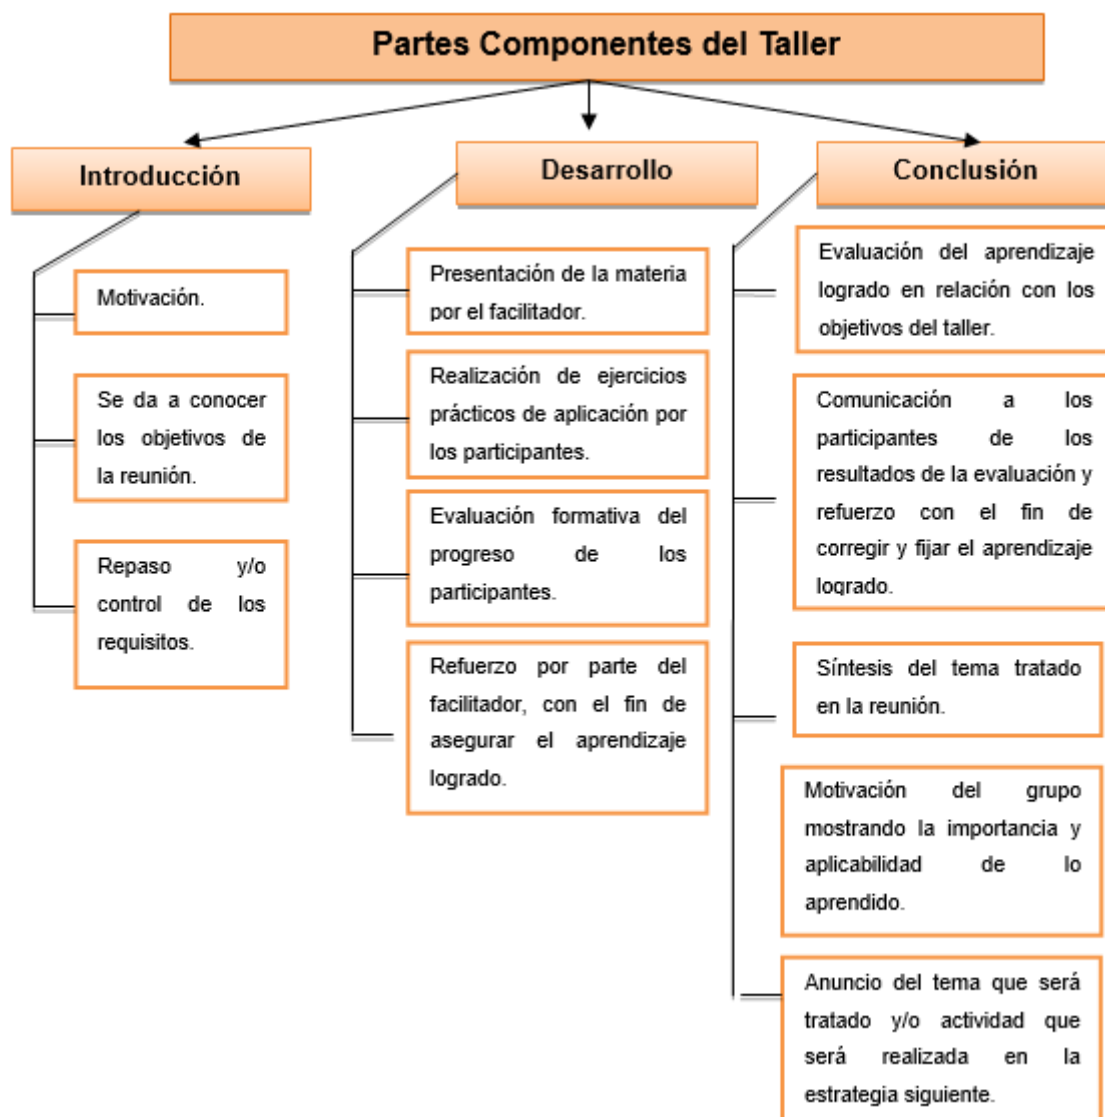 Partes Componentes del Taller
Introducción
Motivación.
Se da a conocer
los objetivos de
la reunión.
Repaso y/o
control de los
requisitos.
Desarrollo
Presentación de la materia
por el facilitador.
Realización de ejercicios
prácticos de aplicación por
los participantes.
Evaluación formativa del
progreso de los
participantes.
Refuerzo por parte del
facilitador, con el fin de
asegurar el aprendizaje
logrado.
Conclusión
Evaluación del aprendizaje
logrado en relación con los
objetivos del taller.
Comunicación a los
participantes de los
resultados de la evaluación y
refuerzo con el fin de
corregir y fijar el aprendizaje
logrado.
Síntesis del tema tratado
en la reunión.
Motivación del grupo
mostrando la importancia y
aplicabilidad de lo
aprendido.
Anuncio del tema que será
tratado y/o actividad que
será realizada en la
estrategia siguiente.